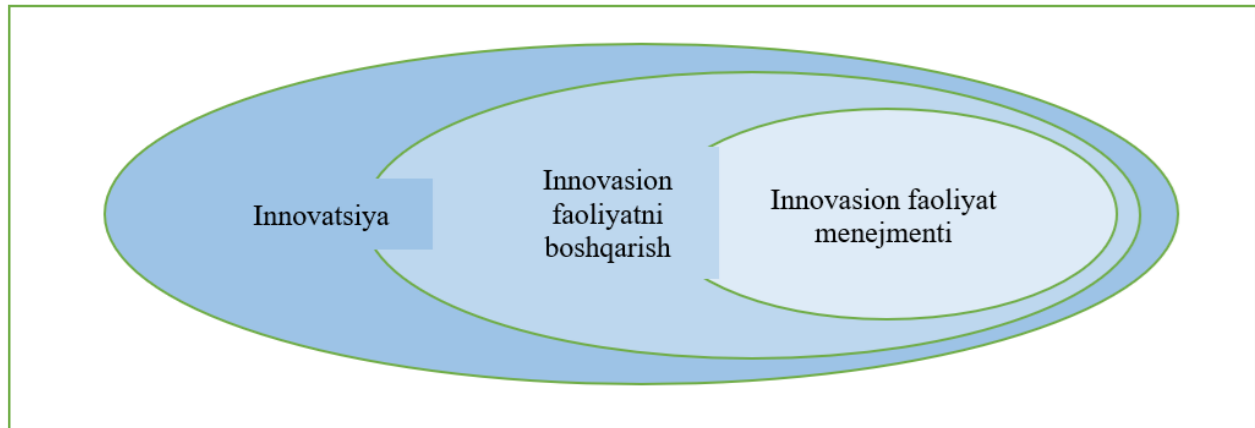 Innovatsiya
Innovasion
faoliyatni
boshqarish
Innovasion faoliyat
menejmenti